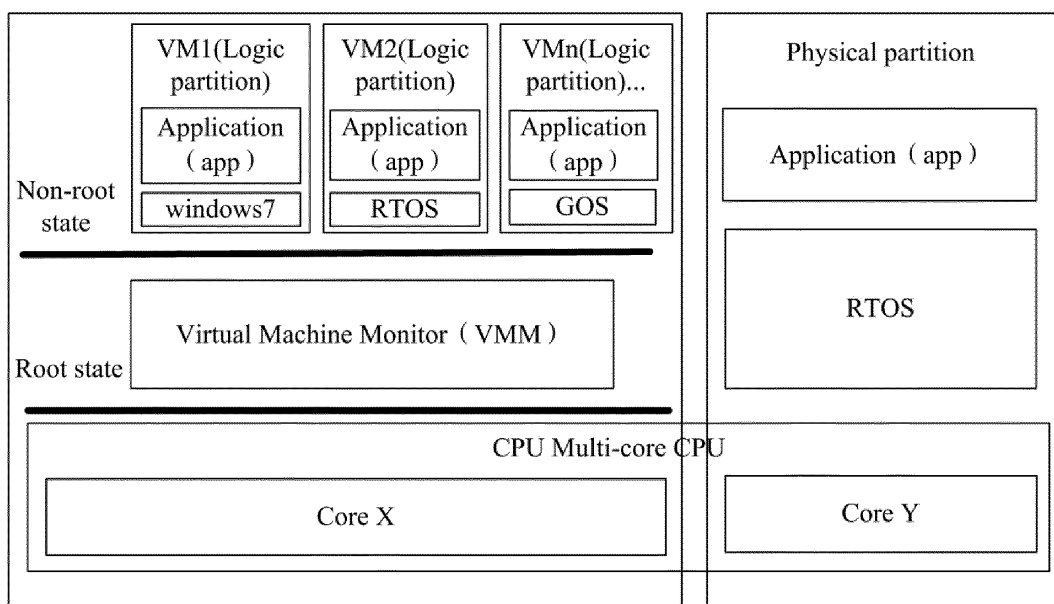 VM1(Logic
partition)
Application
( app )
windows7
VM2(Logic
partition)
Application
( app )
RTOS
VMn(Logic
partition)...
Application
( app )
GOS
Non-root
state
Virtual Machine Monitor ( VMM )
Root state
Physical partition
Application ( app )
RTOS
CPU Multi-core CPU
Core X
Core Y